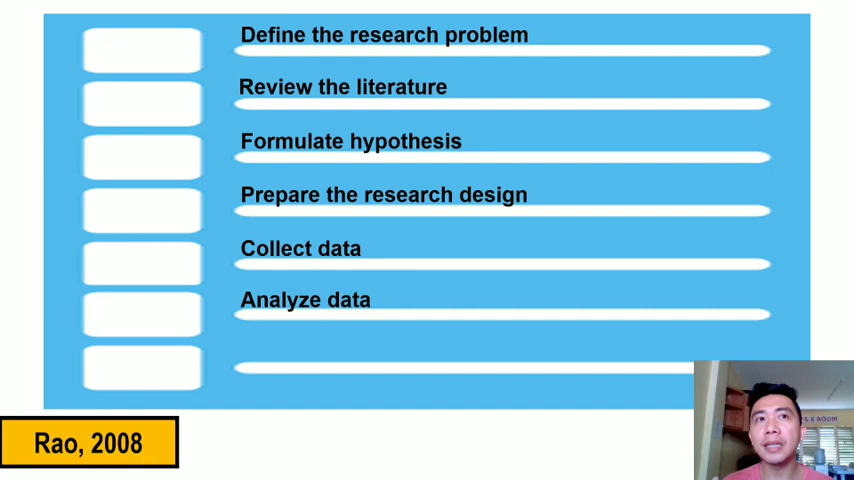 Define the research problem
Review the literature
Formulate hypothesis
Prepare the research design
Collect data
Analyze data
Rao, 2008